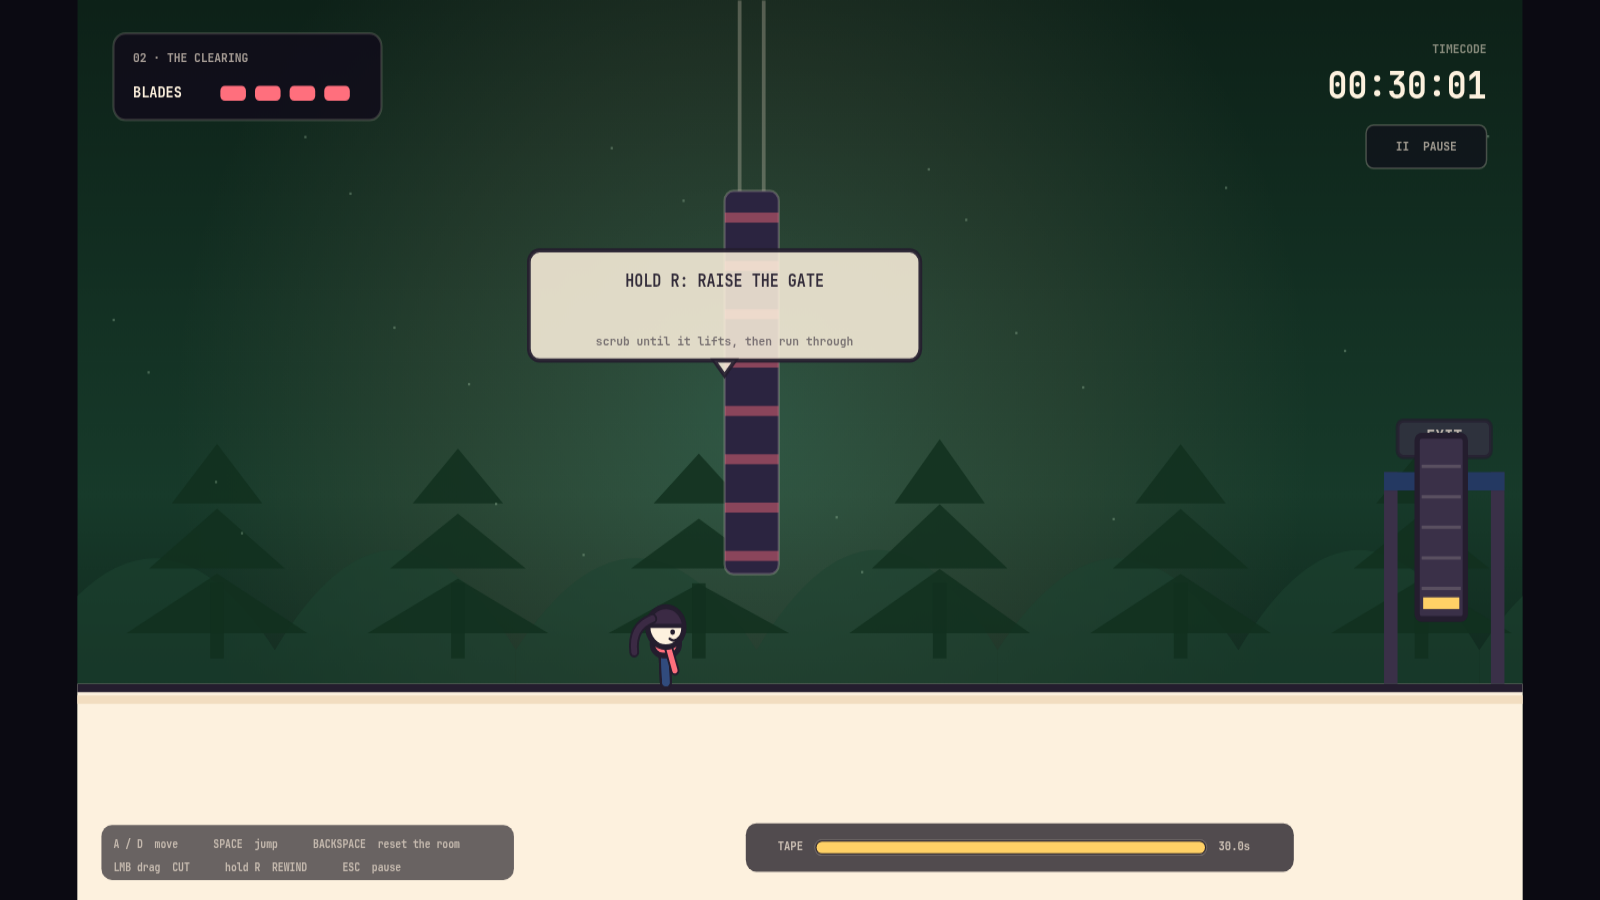 02 · THE CLEARING
BLADES
TIMECODE
00:30:01
II PAUSE
HOLD R: RAISE THE GATE
scrub until it lifts, then run through
EXIT
A / D move SPACE jump BACKSPACE reset the room
LMB drag CUT hold R REWIND ESC pause
TAPE 30.0s